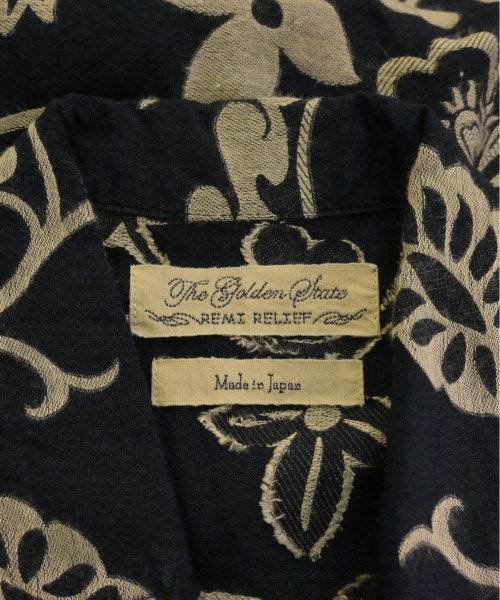 The Golden State
REMI RELIEF
Made in Japan